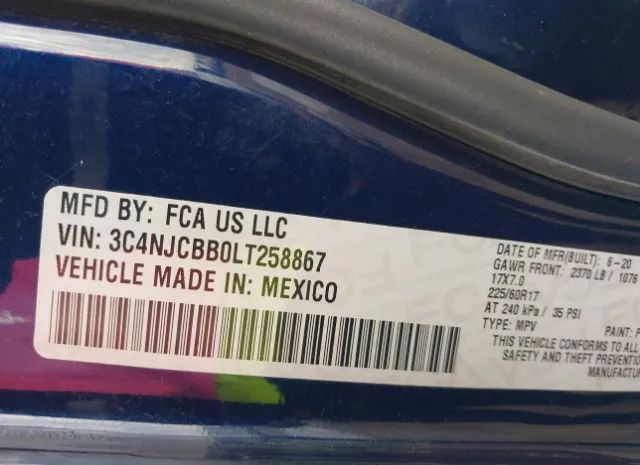 MFD BY: FCA US LLC
VIN: 3C4NJCBB0LT258867
VEHICLE MADE IN: MEXICO
DATE OF MFR(BUILT): 6-20
GAWR FRONT: 2370 LB / 1076
17X7.0
225/60R17
AT 240 kPa / 35 PSI
TYPE: MPV
PAINT: P
THIS VEHICLE CONFORMS TO ALL
SAFETY AND THEFT PREVENTION
MANUFACTUR